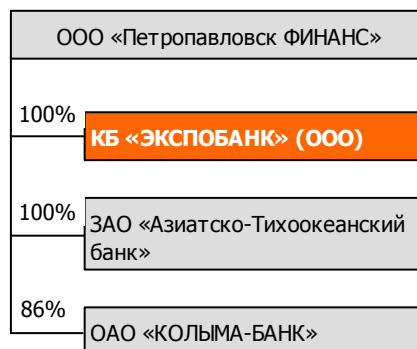 ООО «Петропавловск ФИНАНС»
100%
КБ «ЭКСПОБАНК» (ООО)
100%
ЗАО «Азиатско-Тихоокеанский
банк»
86%
ОАО «КОЛЫМА-БАНК»